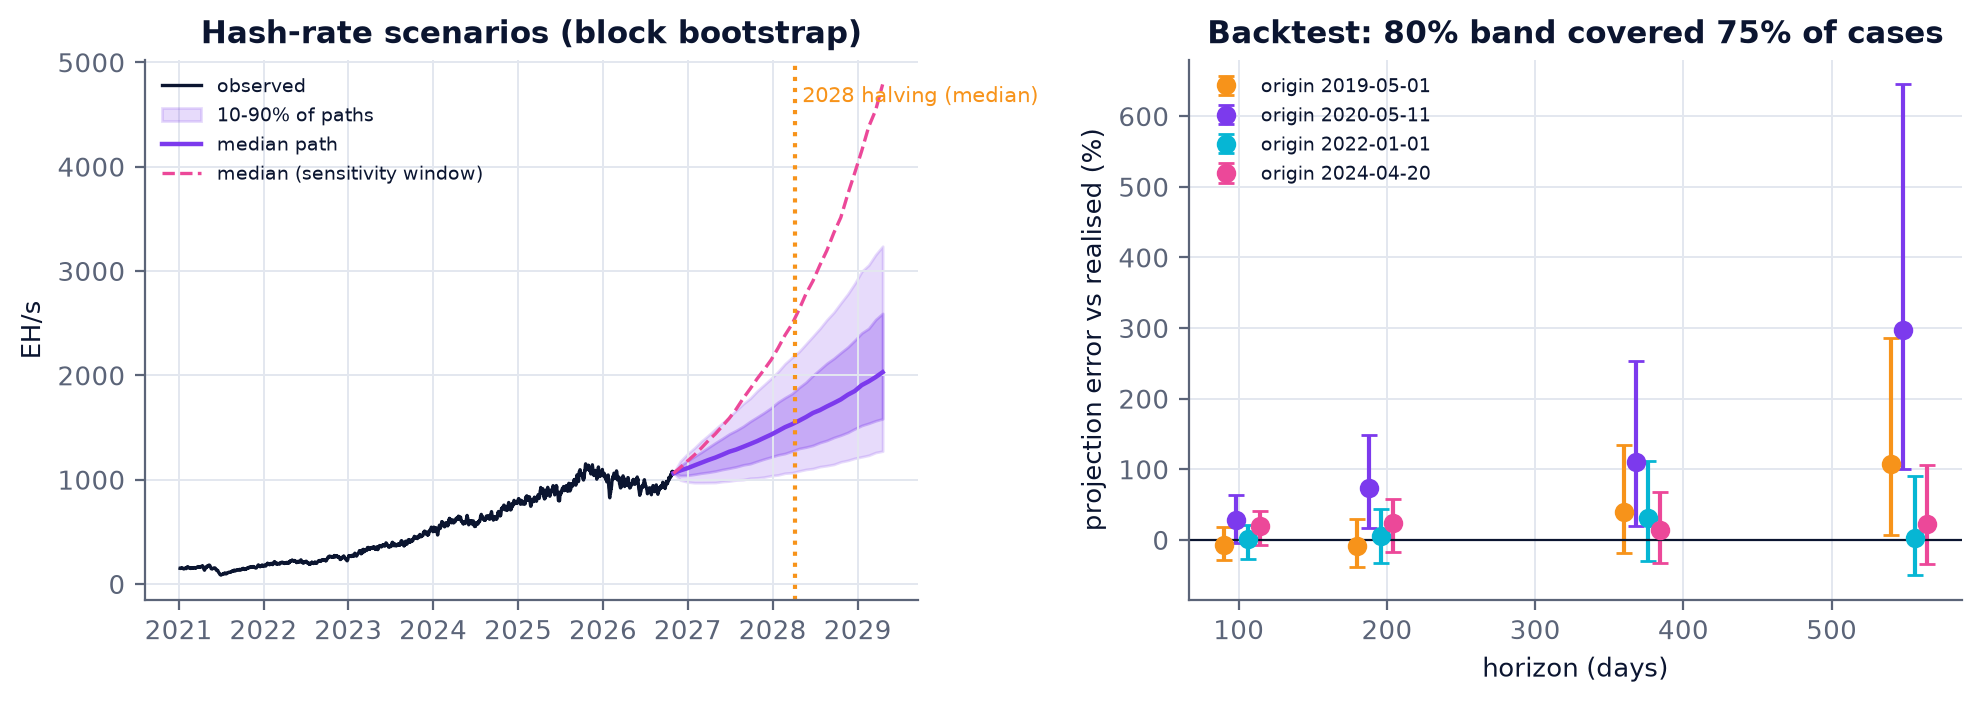 Hash-rate scenarios (block bootstrap)
5000
4000
3000
2000
1000
0
EH/s
observed
10-90% of paths
median path
median (sensitivity window)
2028 halving (median)
2021 2022 2023 2024 2025 2026 2027 2028 2029
Backtest: 80% band covered 75% of cases
origin 2019-05-01
origin 2020-05-11
origin 2022-01-01
origin 2024-04-20
600
500
400
300
200
100
0
projection error vs realised (%)
100 200 300 400 500
horizon (days)